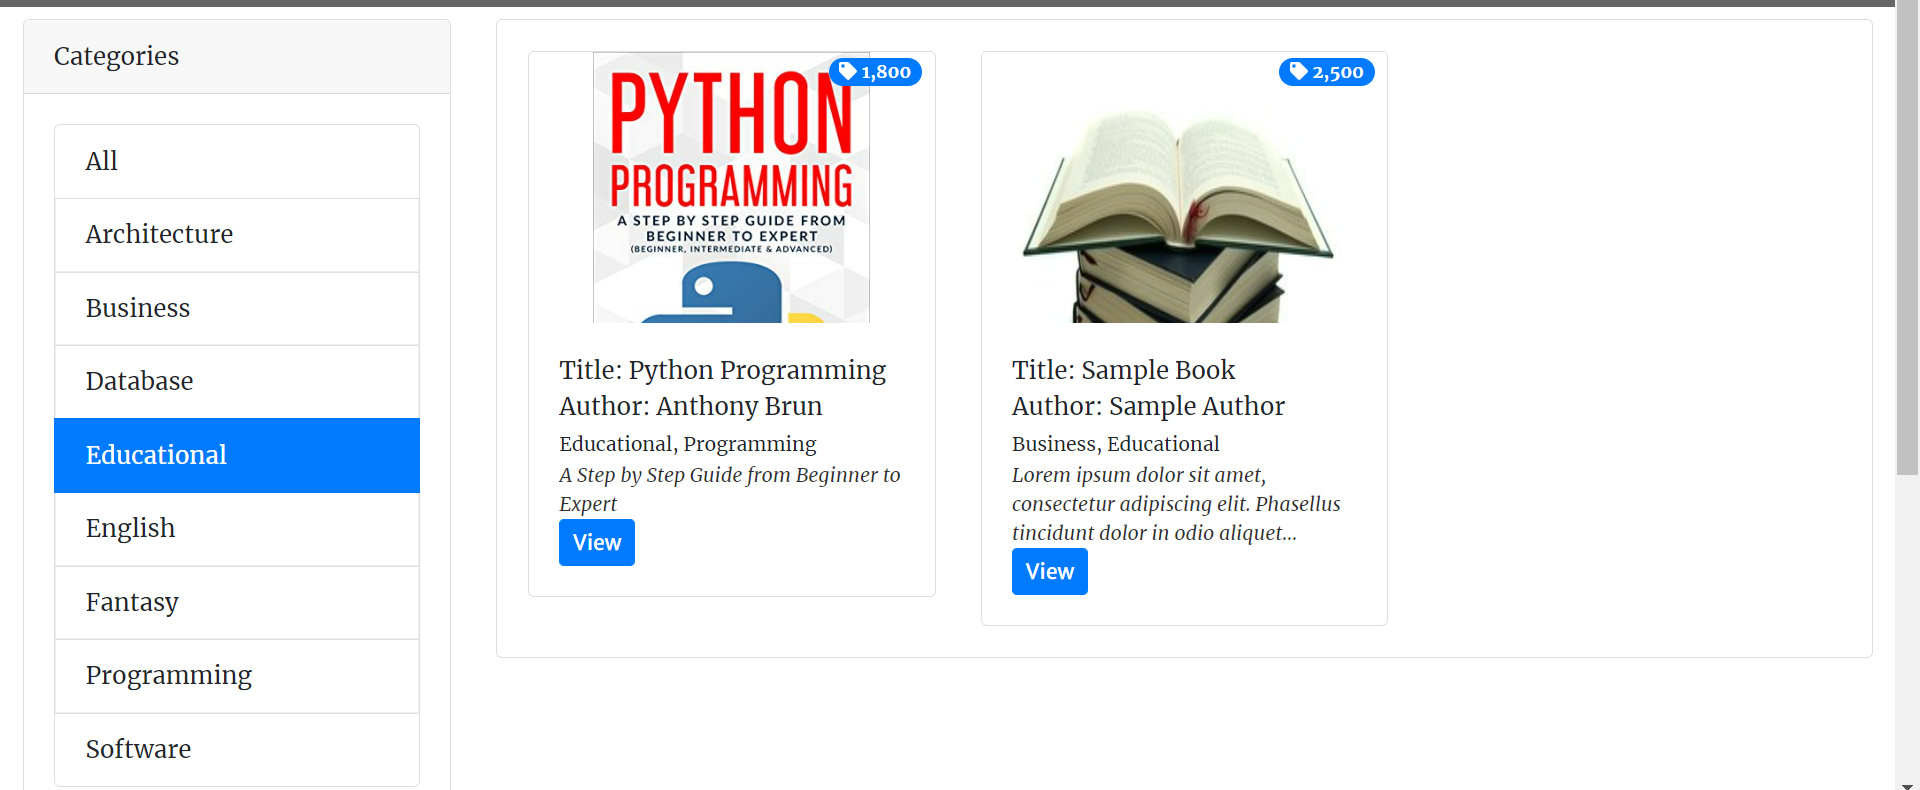 Categories
All
Architecture
Business
Database
Educational
English
Fantasy
Programming
Software
1,800
PYTHON
PROGRAMMING
A STEP BY STEP GUIDE FROM
BEGINNER TO EXPERT
(BEGINNER, INTERMEDIATE & ADVANCED)
Title: Python Programming
Author: Anthony Brun
Educational, Programming
A Step by Step Guide from Beginner to
Expert
View
2,500
Title: Sample Book
Author: Sample Author
Business, Educational
Lorem ipsum dolor sit amet,
consectetur adipiscing elit. Phasellus
tincidunt dolor in odio aliquet...
View